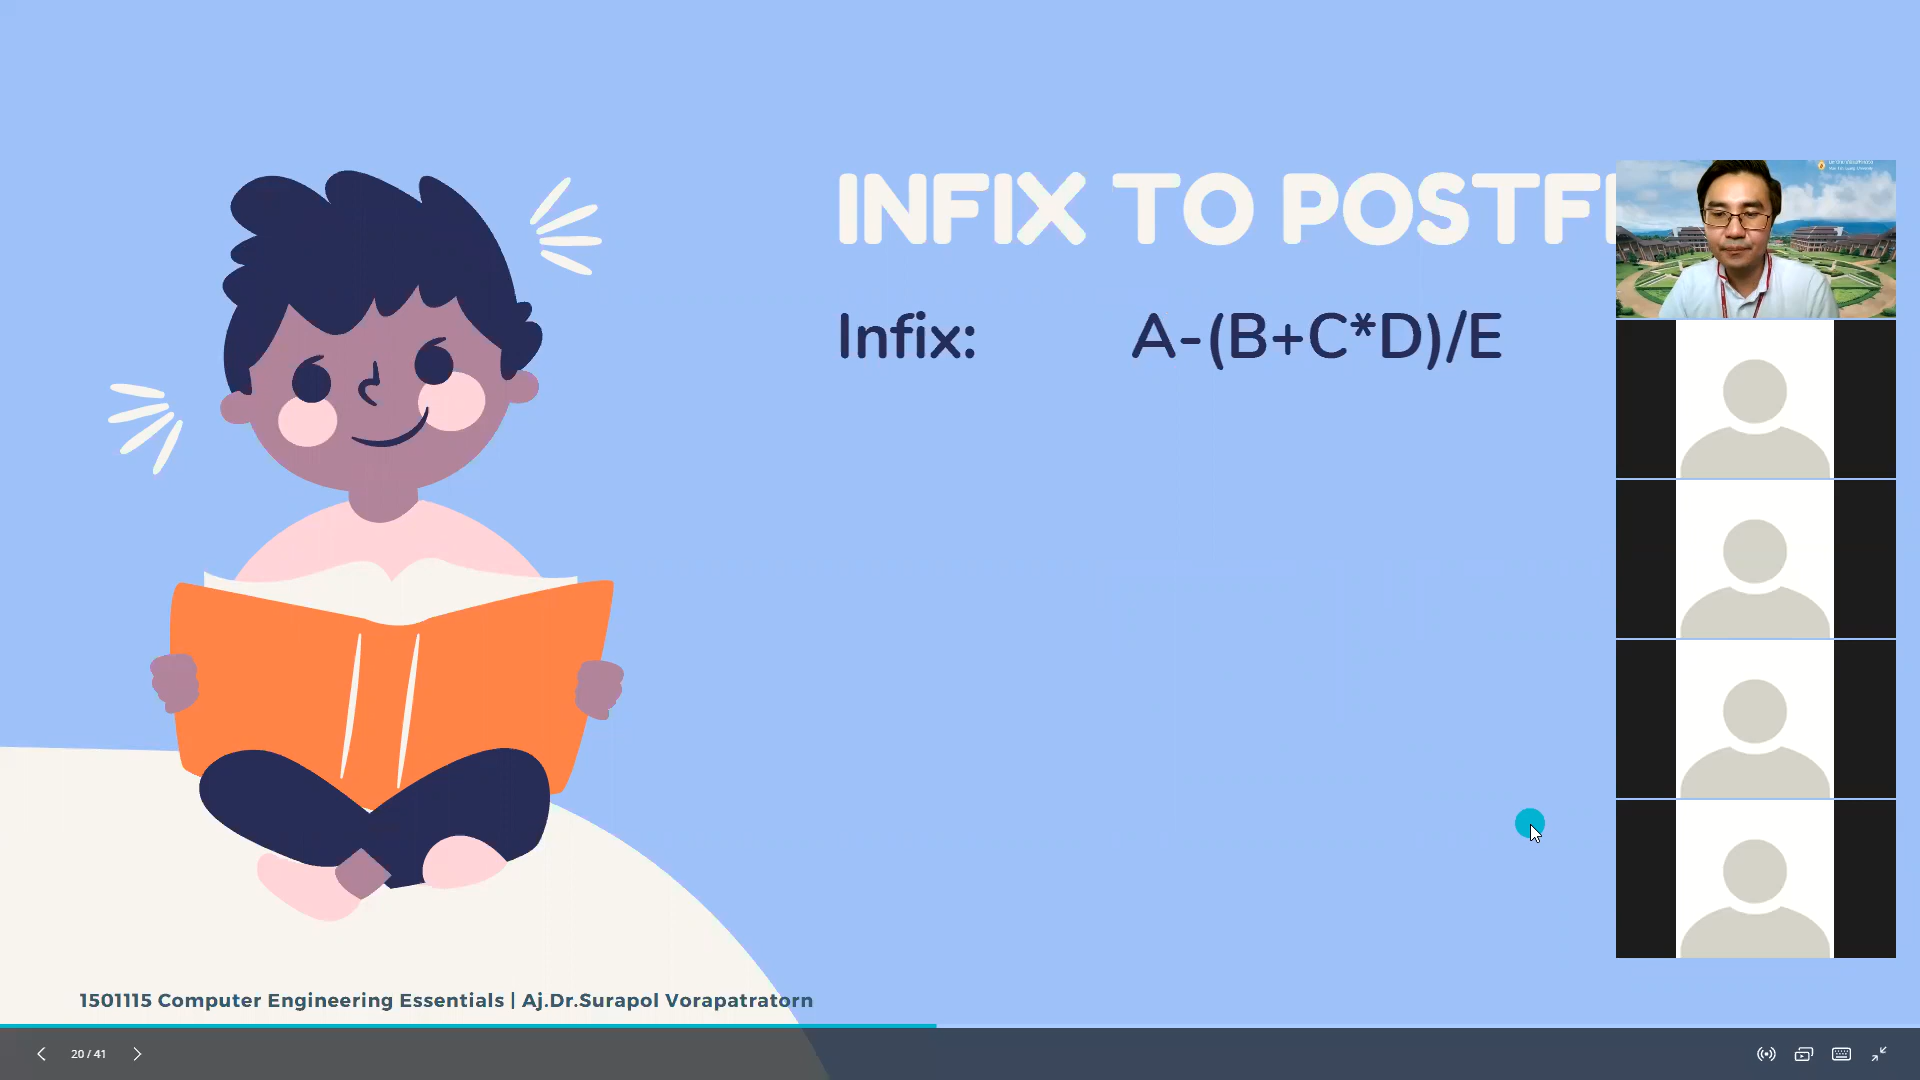 INFIX TO POSTF
Infix: A-(B+C*D)/E
1501115 Computer Engineering Essentials | Aj.Dr.Surapol Vorapatratorn
20 / 41